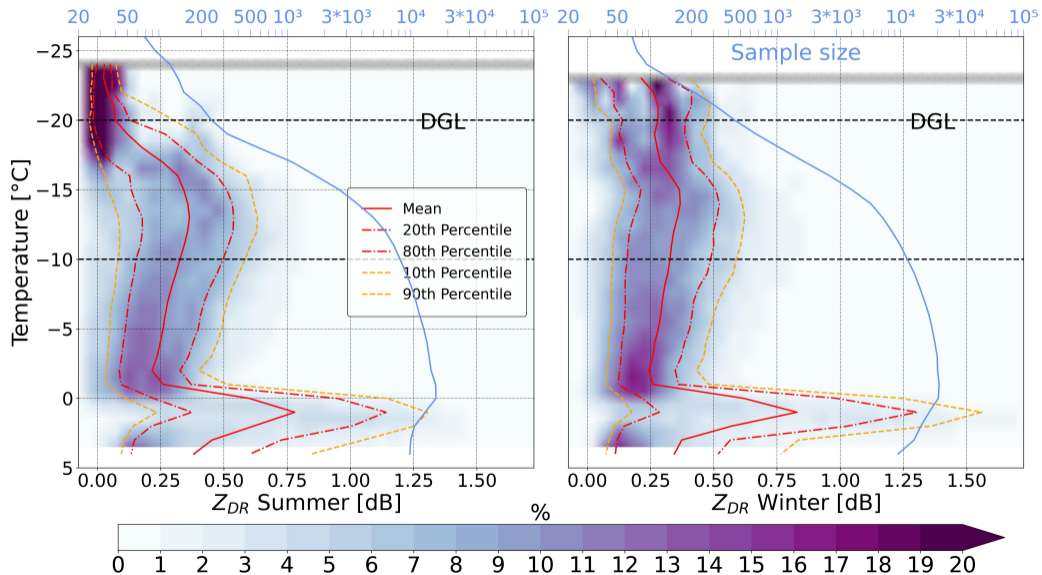 20 50 200 500 10³ 3*10³ 10⁴ 3*10⁴ 10⁵
20 50 200 500 10³ 3*10³ 10⁴ 3*10⁴ 10⁵
Sample size
−25
−20
−15
−10
−5
0
5
Temperature [°C]
DGL
DGL
Mean
20th Percentile
80th Percentile
10th Percentile
90th Percentile
0.00 0.25 0.50 0.75 1.00 1.25 1.50
0.00 0.25 0.50 0.75 1.00 1.25 1.50
Z_DR Summer [dB]
Z_DR Winter [dB]
%
0 1 2 3 4 5 6 7 8 9 10 11 12 13 14 15 16 17 18 19 20